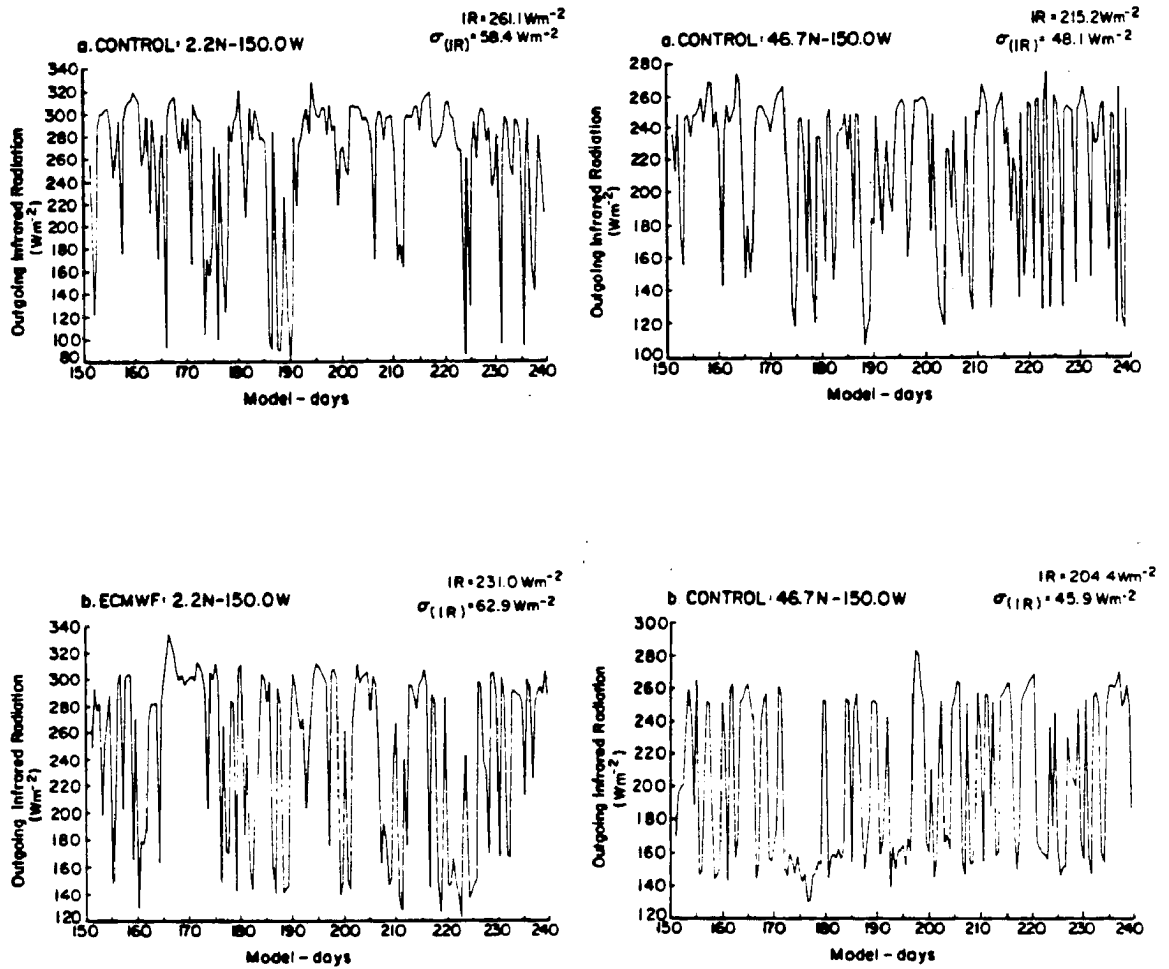 IR = 261.1 Wm-2
σ(IR) = 58.4 Wm-2
a. CONTROL: 2.2N-150.0W
Outgoing Infrared Radiation
(Wm-2)
340
320
300
280
260
240
220
200
180
160
140
120
100
80
150 160 170 180 190 200 210 220 230 240
Model - days
IR = 215.2 Wm-2
σ(IR) = 48.1 Wm-2
a. CONTROL: 46.7N-150.0W
Outgoing Infrared Radiation
(Wm-2)
280
260
240
220
200
180
160
140
120
100
150 160 170 180 190 200 210 220 230 240
Model - days
IR = 231.0 Wm-2
σ(IR) = 62.9 Wm-2
b. ECMWF: 2.2N-150.0W
Outgoing Infrared Radiation
(Wm-2)
340
320
300
280
260
240
220
200
180
160
140
120
150 160 170 180 190 200 210 220 230 240
Model - days
IR = 204.4 Wm-2
σ(IR) = 45.9 Wm-2
b. CONTROL: 46.7N-150.0W
Outgoing Infrared Radiation
(Wm-2)
300
280
260
240
220
200
180
160
140
120
150 160 170 180 190 200 210 220 230 240
Model - days